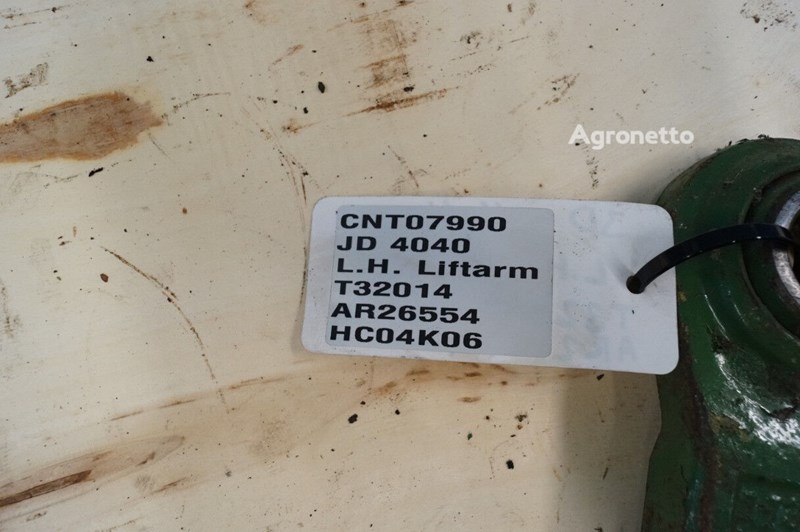 Agronetto
CNT07990
JD 4040
L.H. Liftarm
T32014
AR26554
HC04K06